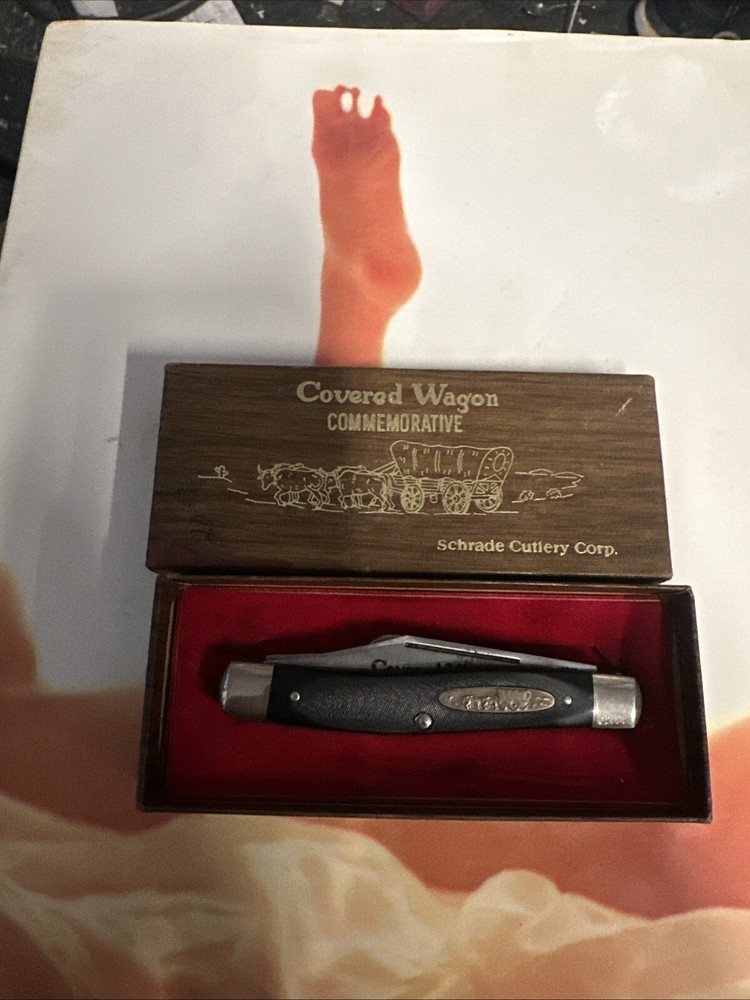 Covered Wagon
COMMEMORATIVE
Schrade Cutlery Corp.